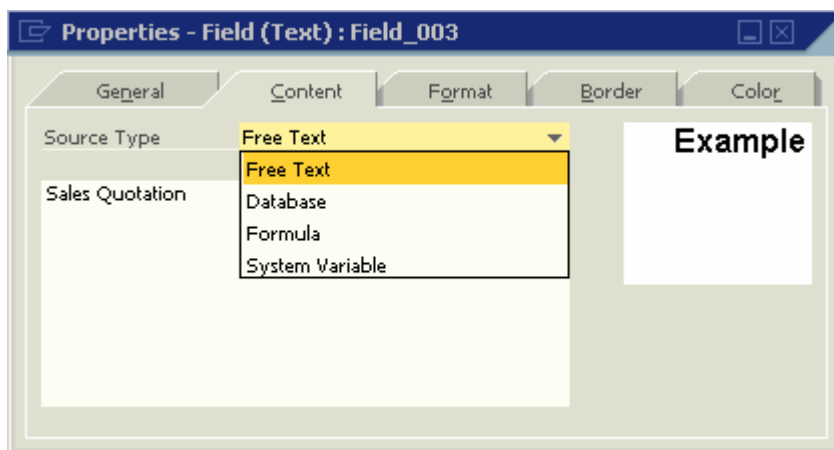 Properties - Field (Text) : Field_003
General Content Format Border Color
Source Type Free Text Example
Free Text
Sales Quotation Database
Formula
System Variable